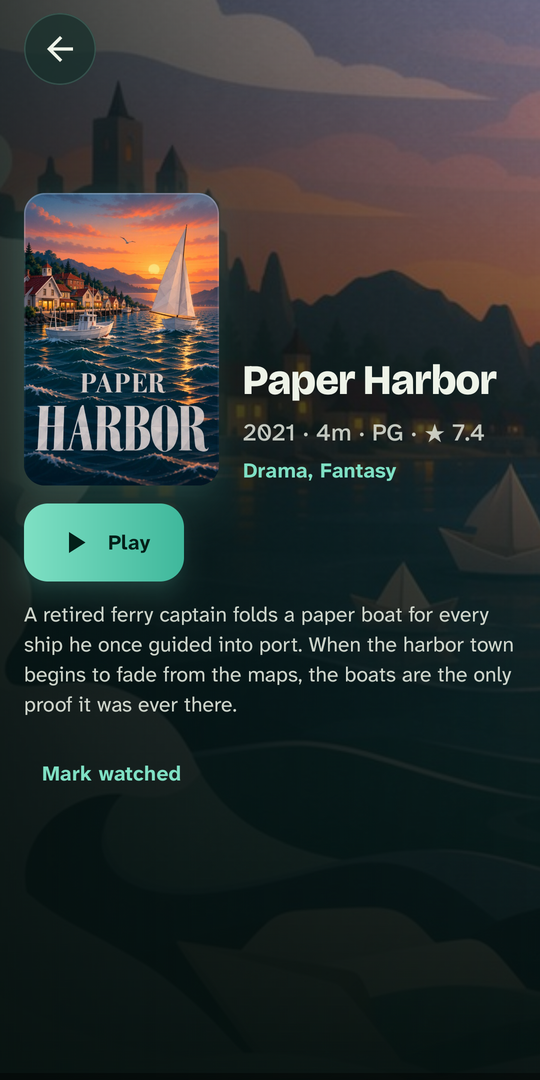 PAPER
HARBOR
Paper Harbor
2021 · 4m · PG · ★ 7.4
Drama, Fantasy
Play
A retired ferry captain folds a paper boat for every
ship he once guided into port. When the harbor town
begins to fade from the maps, the boats are the only
proof it was ever there.
Mark watched